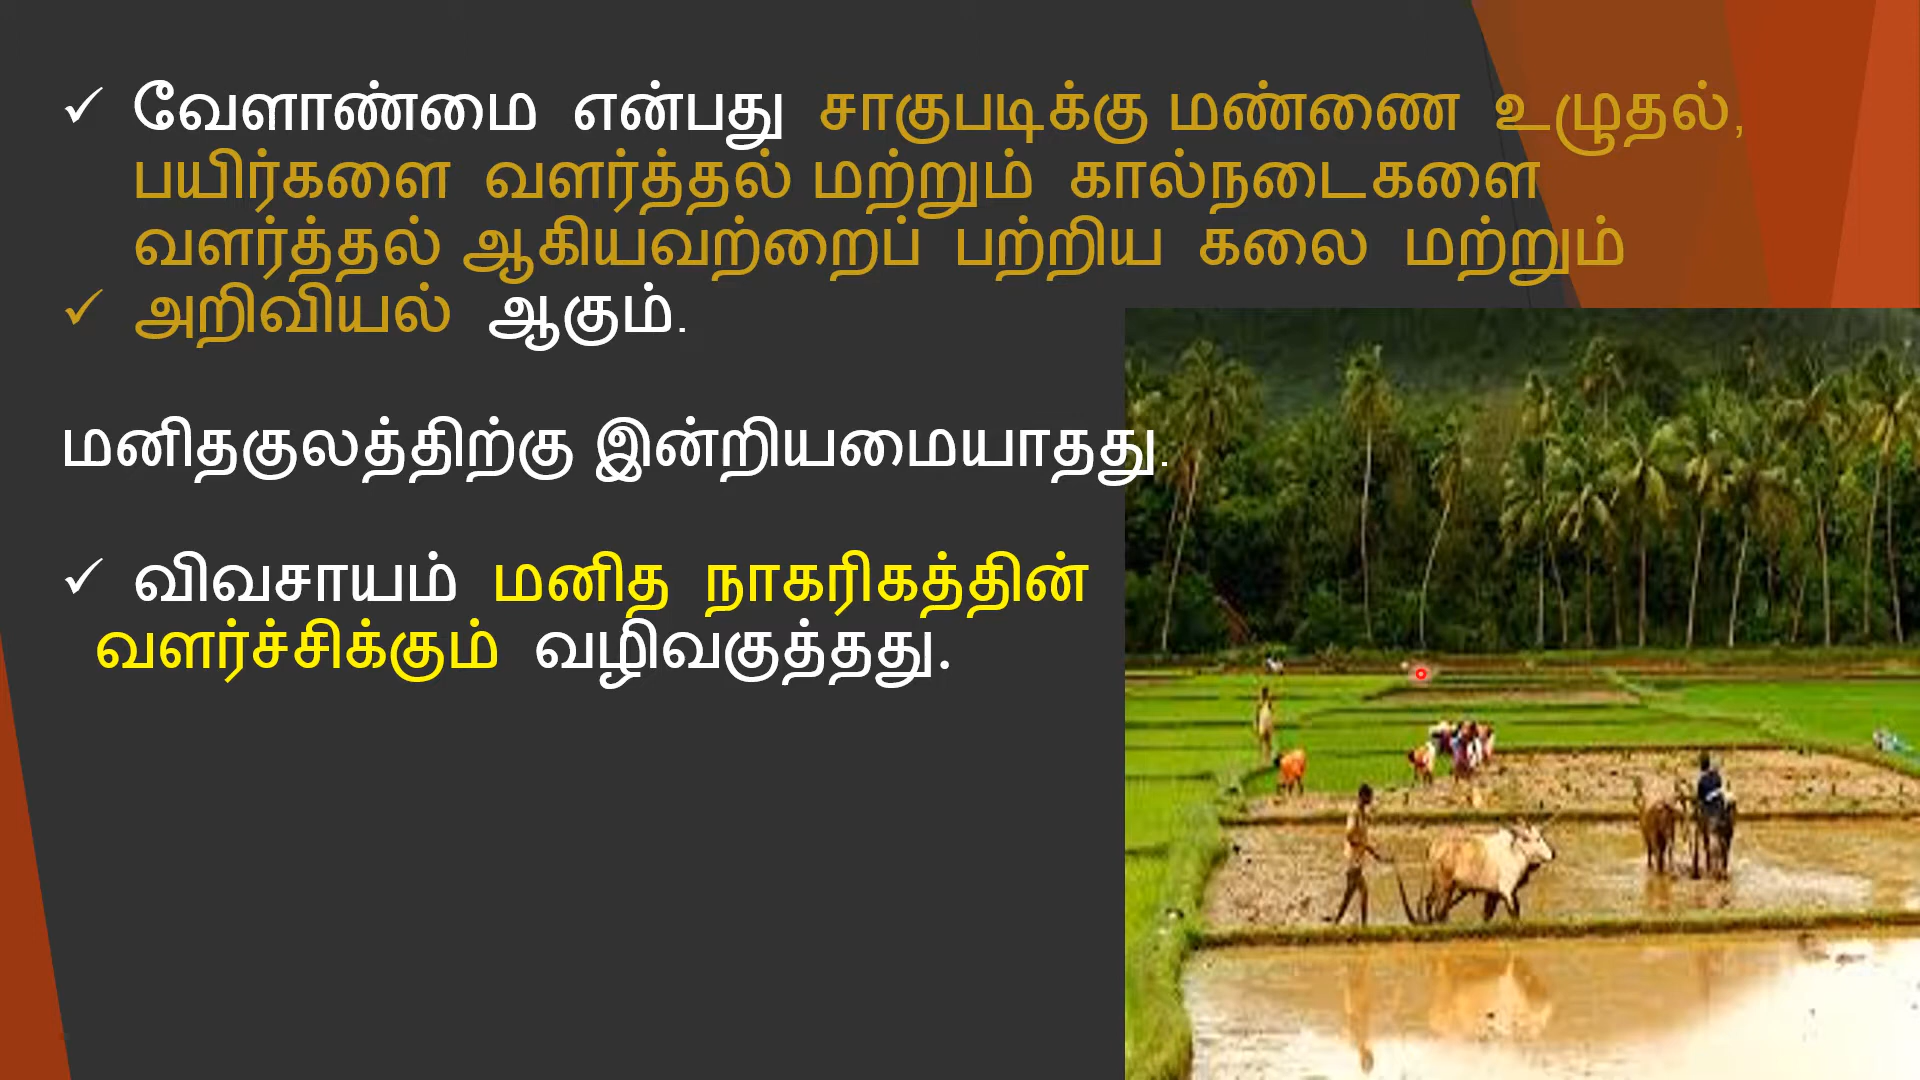 ✓ வேளாண்மை என்பது சாகுபடிக்கு மண்ணை உழுதல்,
பயிர்களை வளர்த்தல் மற்றும் கால்நடைகளை
வளர்த்தல் ஆகியவற்றைப் பற்றிய கலை மற்றும்
✓ அறிவியல் ஆகும்.
மனிதகுலத்திற்கு இன்றியமையாதது.
✓ விவசாயம் மனித நாகரிகத்தின்
வளர்ச்சிக்கும் வழிவகுத்தது.